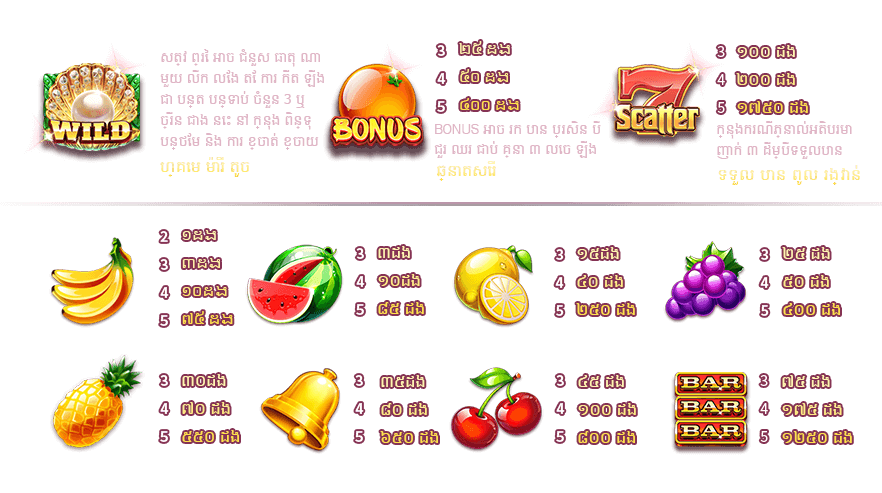 WILD
សត្វ ព្រៃ អាច ជំនួស ធាតុ ណា
មួយ លើក លែង តែ ការ កើត ឡើង
ជា បន្ត បន្ទាប់ ចំនួន 3 ឬ
ច្រើន ជាង នេះ នៅ ក្នុង ពិន្ទុ
បន្ថែម និង ការ ខ្ចាត់ ខ្ចាយ
BONUS
3 ២៥ ដង
4 ៥០ ដង
5 ៤០០ ដង
BONUS អាច រក បាន ប្រសិន បើ
ជួរ ឈរ ជាប់ គ្នា ៣ លេច ឡើង
ឆ្នោតសេរី
7 Scatter
3 ១០០ ដង
4 ២០០ ដង
5 ១៧៥០ ដង
ក្នុងករណីភ្នាល់អតិបរមា
ញាក់ ៣ ដើម្បីទទួលបាន
ទទួល បាន ពូល រង្វាន់
2 ១ដង
3 ៣ដង
4 ១០ដង
5 ៧៥ ដង
3 ៣ដង
4 ១០ដង
5 ៨៥ ដង
3 ១៥ដង
4 ៤០ ដង
5 ២៥០ ដង
3 ២៥ ដង
4 ៥០ ដង
5 ៤០០ ដង
3 ៣០ដង
4 ៧០ ដង
5 ៥៥០ ដង
3 ៣៥ដង
4 ៨០ ដង
5 ៦៥០ ដង
3 ៤៥ ដង
4 ១០០ ដង
5 ៨០០ ដង
BAR
BAR
BAR
3 ៧៥ ដង
4 ១៧៥ ដង
5 ១២៥០ ដង